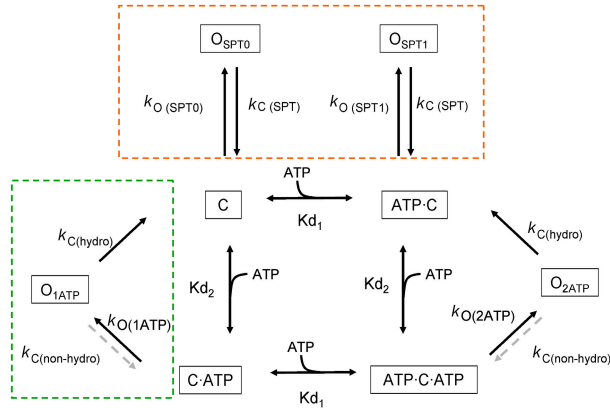 O_SPT0 O_SPT1
k_O (SPT0) k_C (SPT) k_O (SPT1) k_C (SPT)
ATP
C ATP·C
Kd_1
k_C(hydro) k_C(hydro)
Kd_2 ATP Kd_2 ATP
O_1ATP O_2ATP
k_O(1ATP) k_O(2ATP)
k_C(non-hydro) ATP k_C(non-hydro)
C·ATP ATP·C·ATP
Kd_1